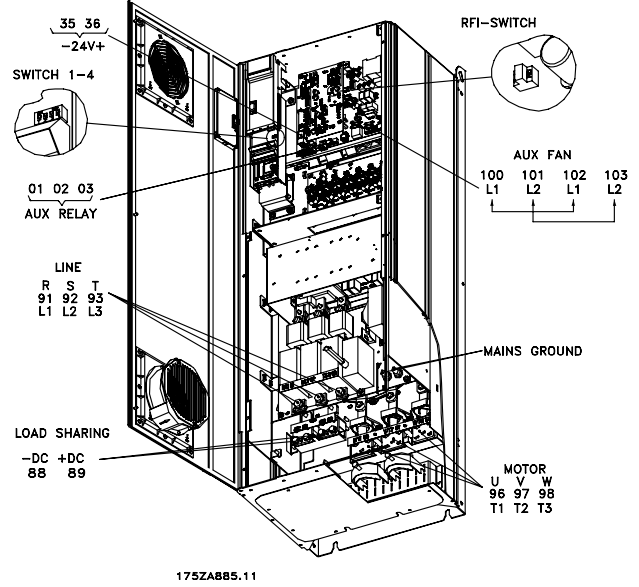 35 36
-24V+
RFI-SWITCH
SWITCH 1-4
AUX FAN
100 101 102 103
L1 L2 L1 L2
01 02 03
AUX RELAY
LINE
R S T
91 92 93
L1 L2 L3
MAINS GROUND
LOAD SHARING
-DC +DC
88 89
MOTOR
U V W
96 97 98
T1 T2 T3
175ZA885.11